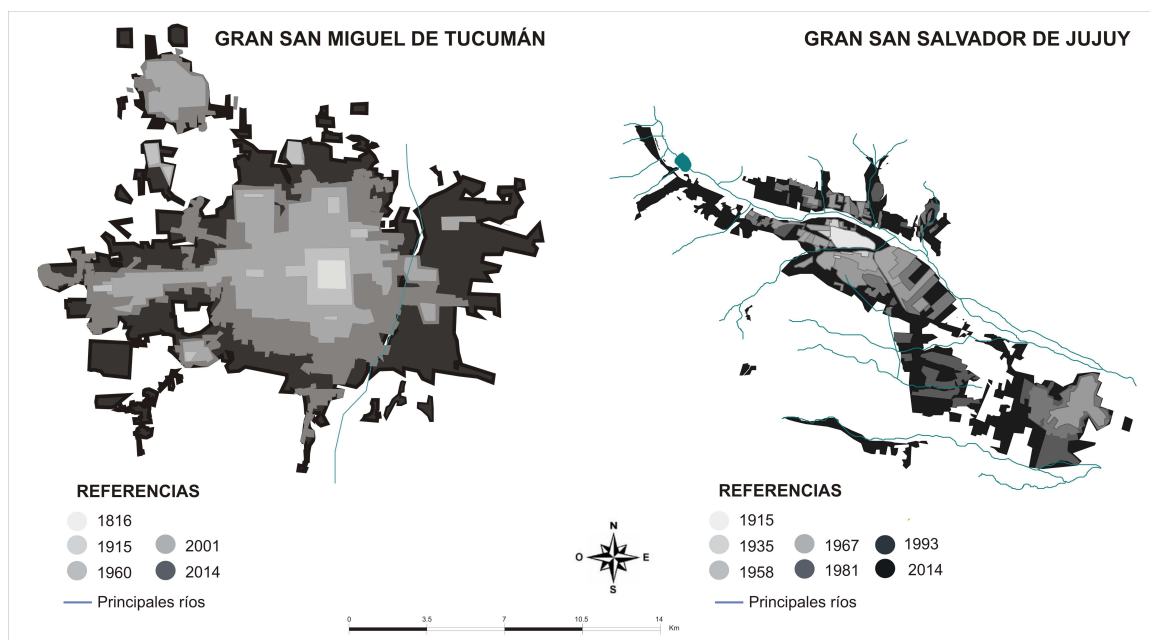 GRAN SAN MIGUEL DE TUCUMÁN
GRAN SAN SALVADOR DE JUJUY
REFERENCIAS
1816
1915 2001
1960 2014
Principales ríos
N
O E
S
0 3.5 7 10.5 14
Km
REFERENCIAS
1915
1935 1967 1993
1958 1981 2014
Principales ríos